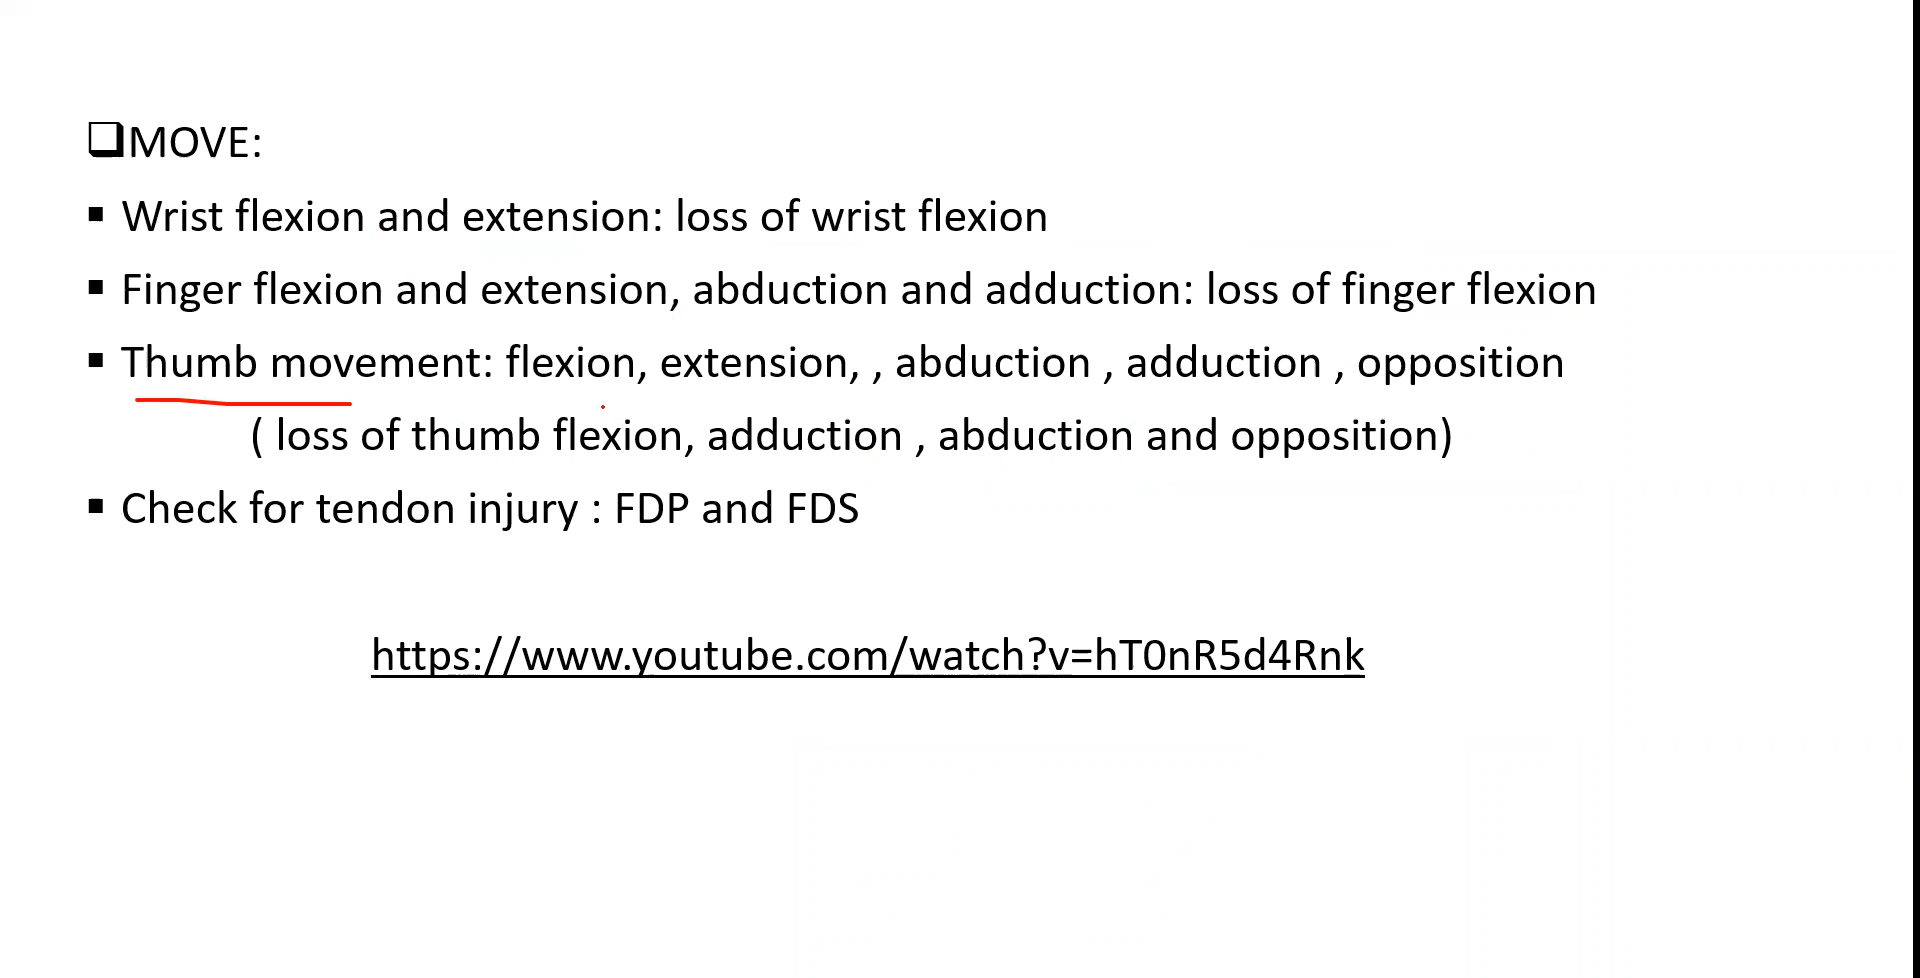 ❑MOVE:
▪ Wrist flexion and extension: loss of wrist flexion
▪ Finger flexion and extension, abduction and adduction: loss of finger flexion
▪ Thumb movement: flexion, extension, , abduction , adduction , opposition
( loss of thumb flexion, adduction , abduction and opposition)
▪ Check for tendon injury : FDP and FDS
https://www.youtube.com/watch?v=hT0nR5d4Rnk